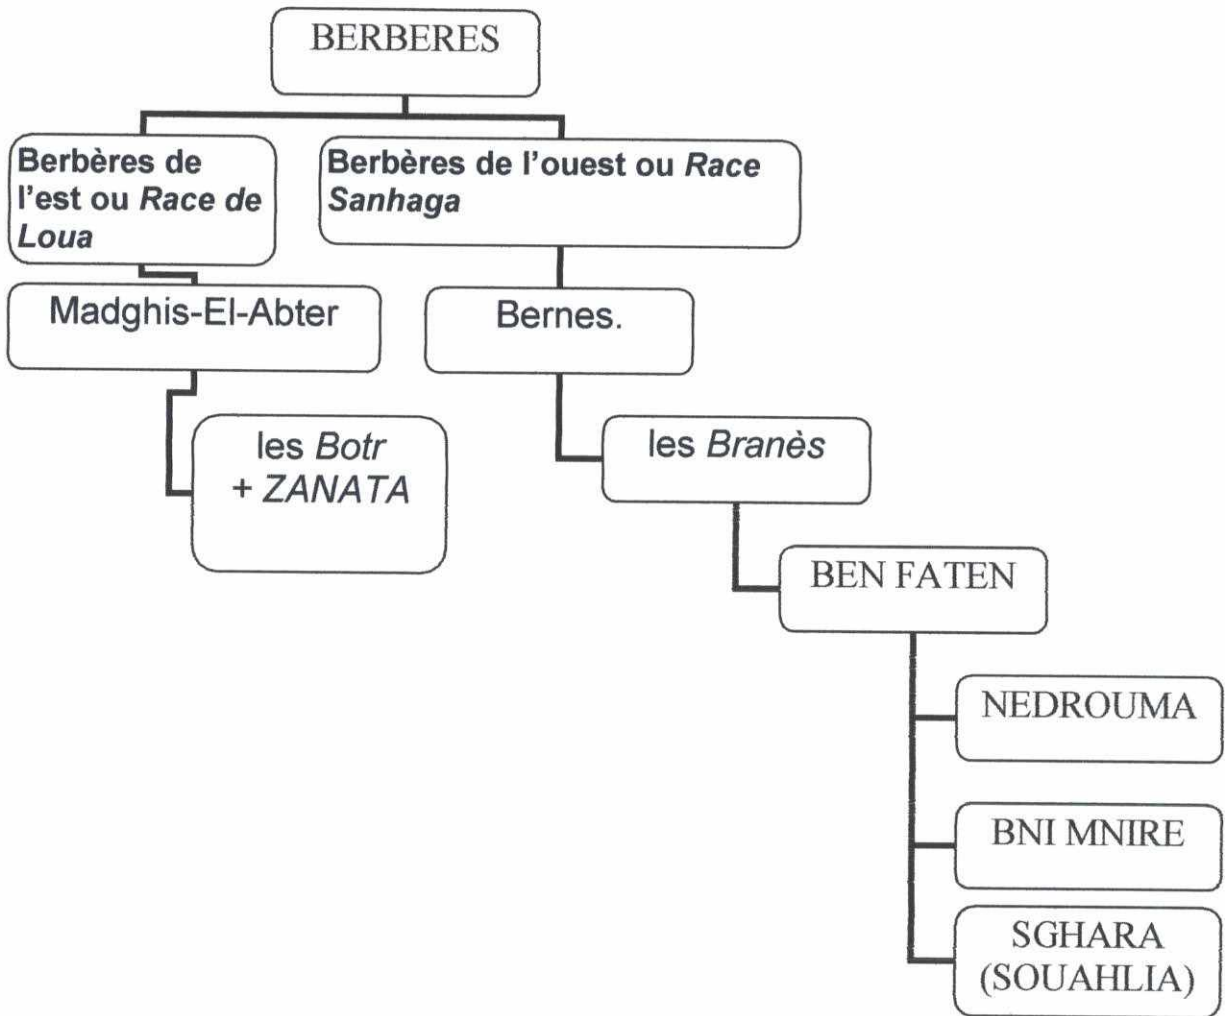 BERBERES
Berbères de
l'est ou Race de
Loua
Berbères de l'ouest ou Race
Sanhaga
Madghis-El-Abter
Bernes.
les Botr
+ ZANATA
les Branès
BEN FATEN
NEDROUMA
BNI MNIRE
SGHARA
(SOUAHLIA)